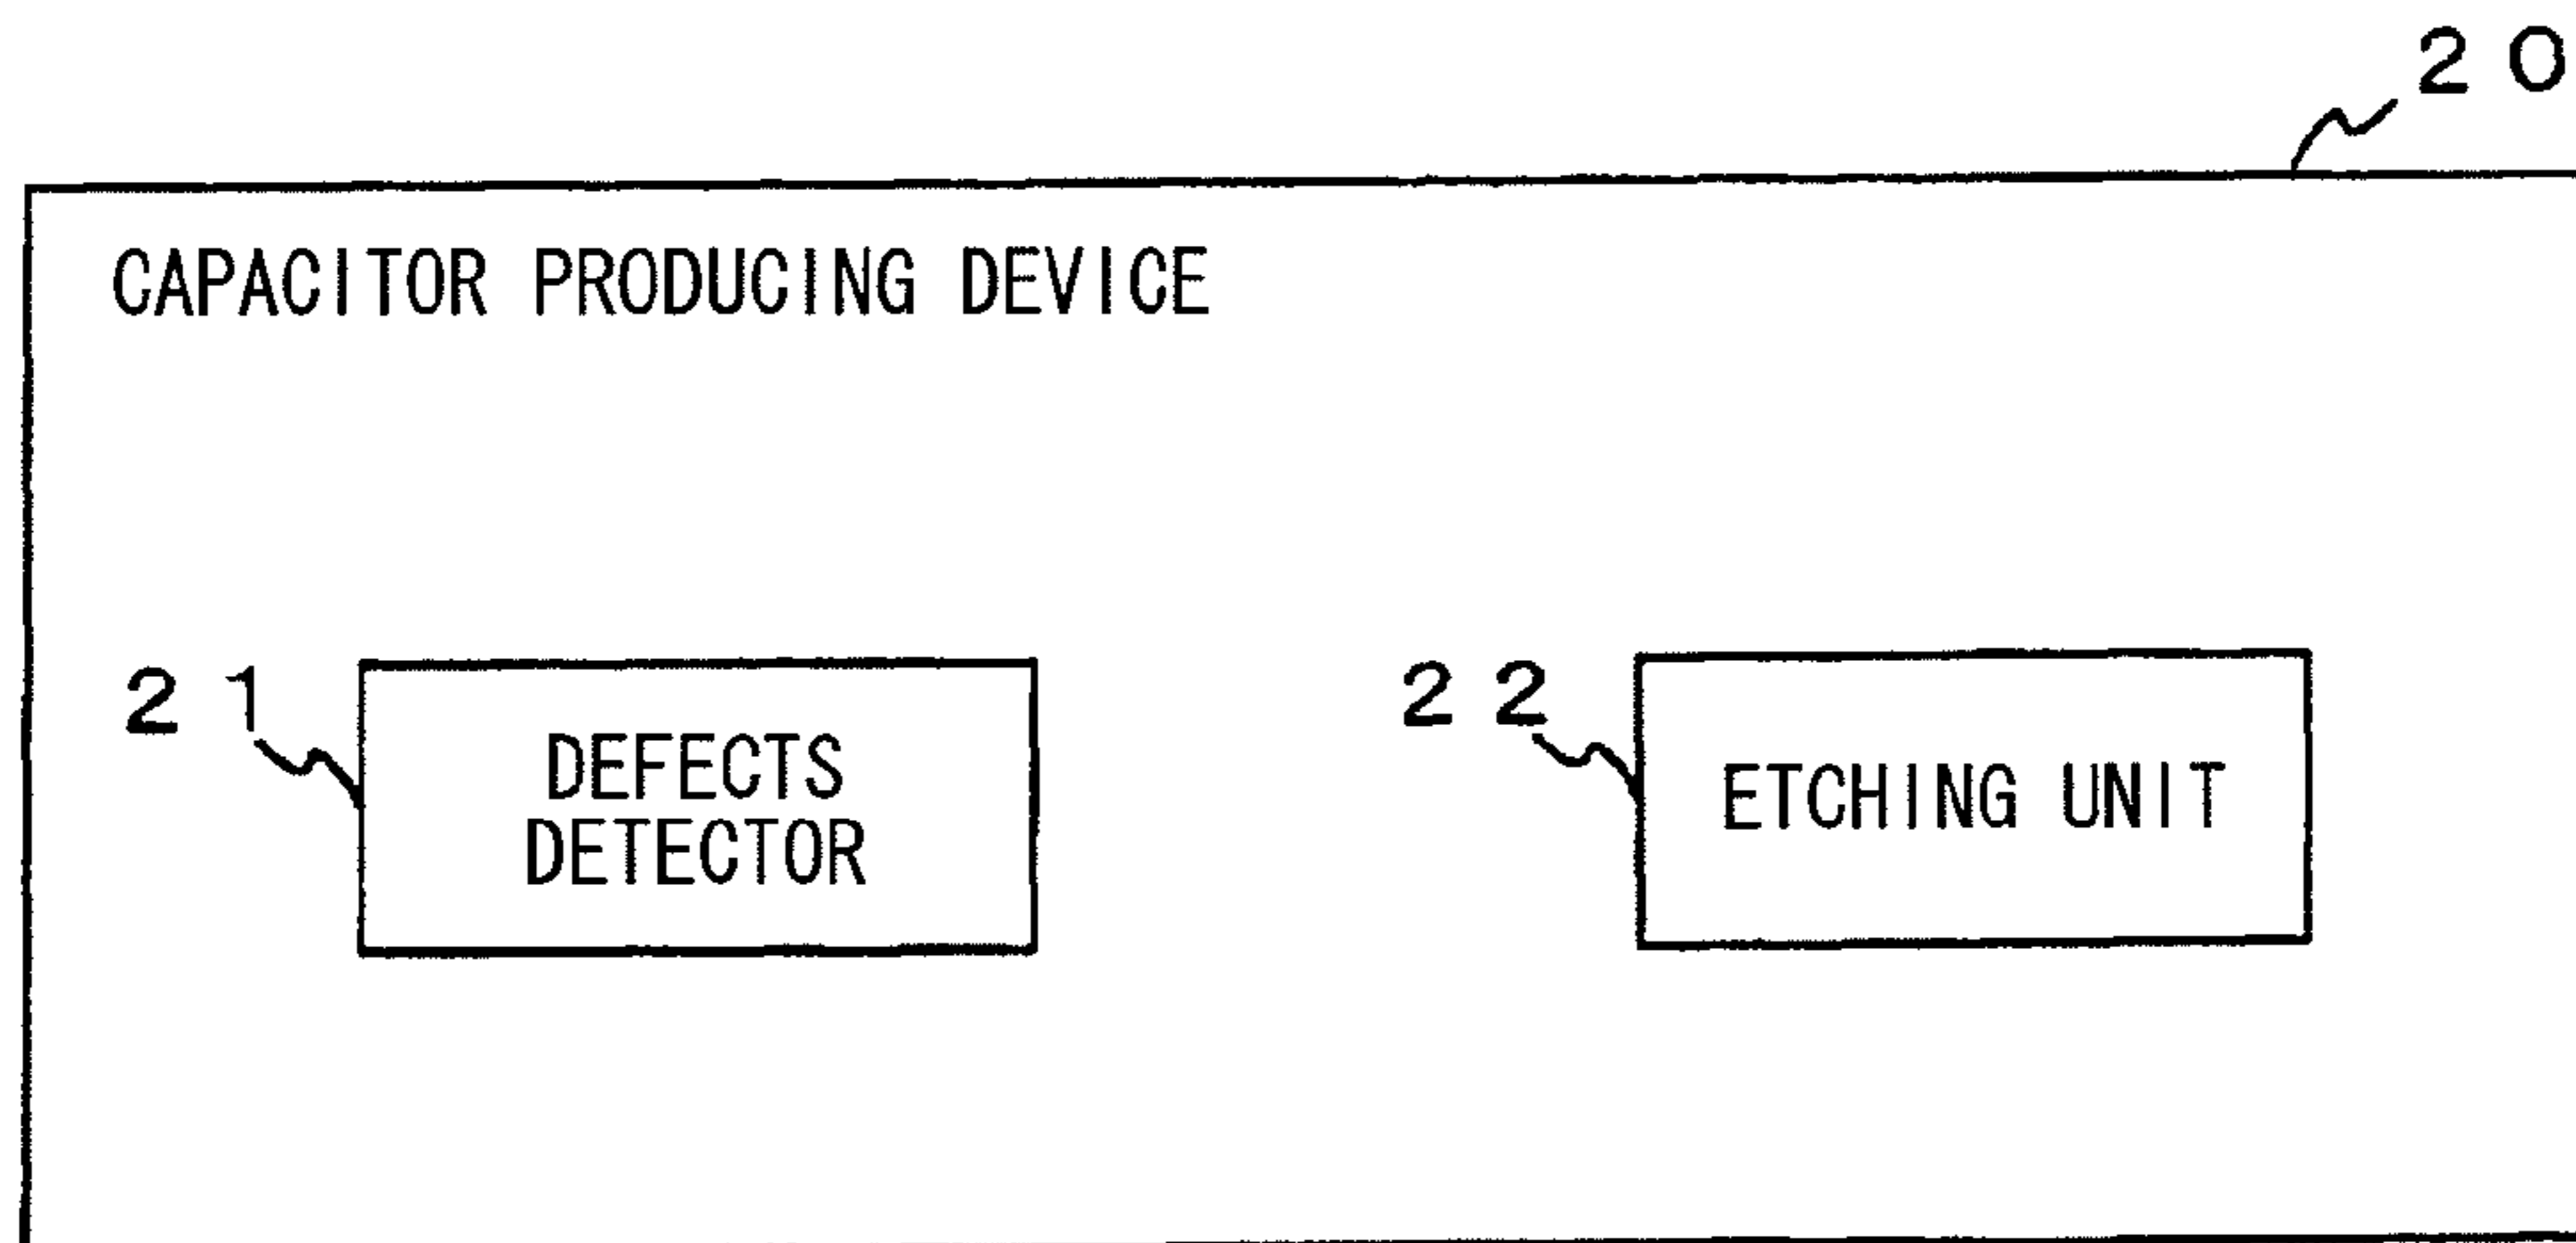 20
CAPACITOR PRODUCING DEVICE
21
DEFECTS
DETECTOR
22
ETCHING UNIT